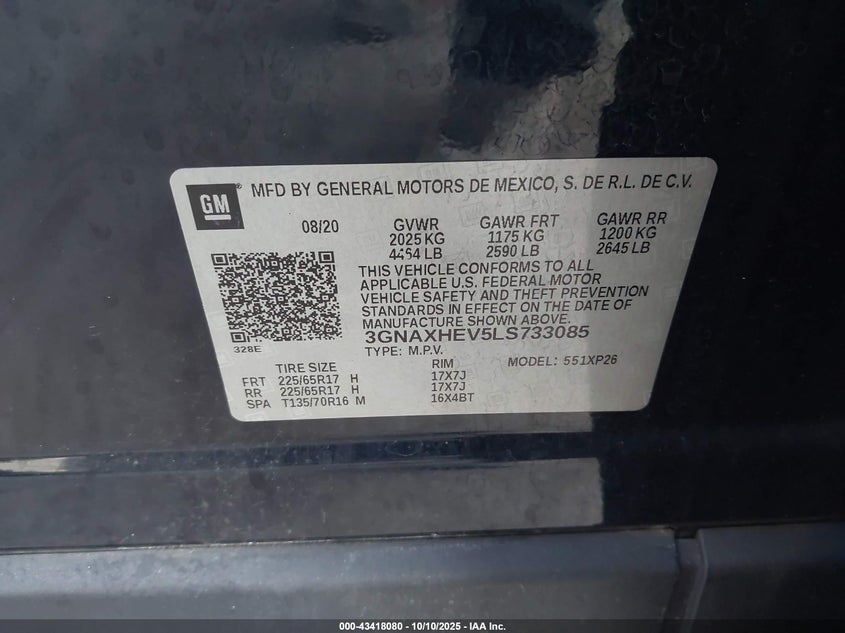 GM ®
MFD BY GENERAL MOTORS DE MEXICO, S. DE R.L. DE C.V.
08/20 GVWR GAWR FRT GAWR RR
2025 KG 1175 KG 1200 KG
4464 LB 2590 LB 2645 LB
THIS VEHICLE CONFORMS TO ALL
APPLICABLE U.S. FEDERAL MOTOR
VEHICLE SAFETY AND THEFT PREVENTION
STANDARDS IN EFFECT ON THE DATE OF
MANUFACTURE SHOWN ABOVE.
3GNAXHEV5LS733085
328E
TYPE: M.P.V. MODEL: 551XP26
TIRE SIZE RIM
FRT 225/65R17 H 17X7J
RR 225/65R17 H 17X7J
SPA T135/70R16 M 16X4BT
000-43418080 - 10/10/2025 - IAA Inc.